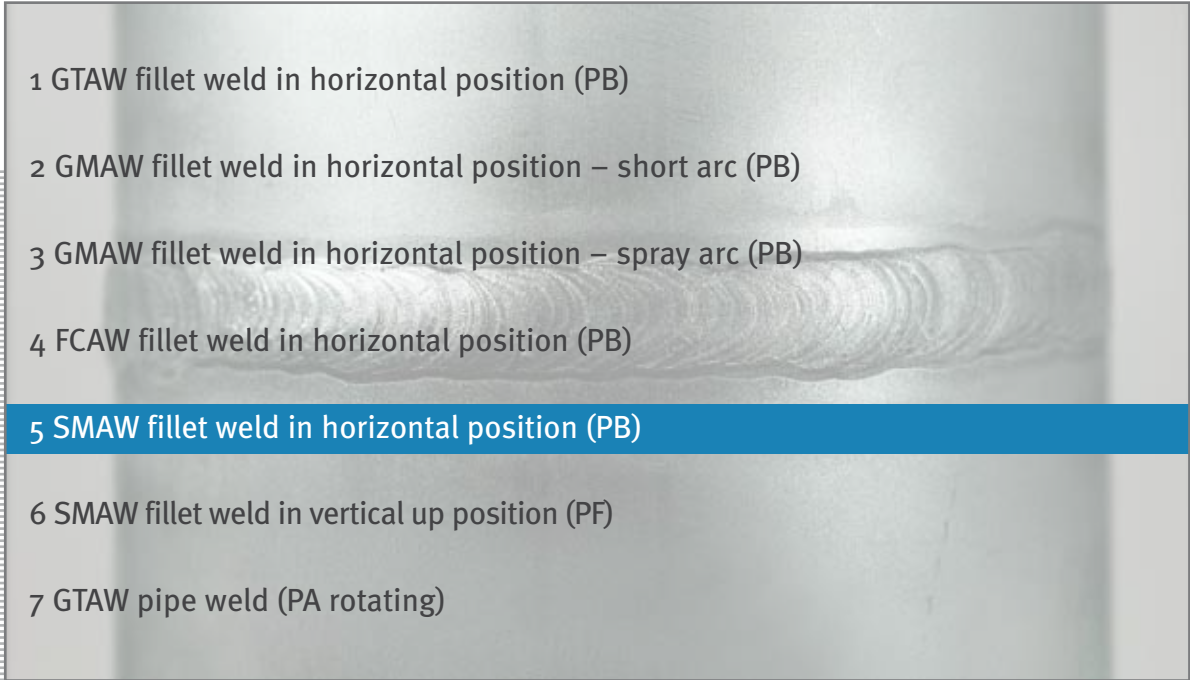 1 GTAW fillet weld in horizontal position (PB)
2 GMAW fillet weld in horizontal position – short arc (PB)
3 GMAW fillet weld in horizontal position – spray arc (PB)
4 FCAW fillet weld in horizontal position (PB)
5 SMAW fillet weld in horizontal position (PB)
6 SMAW fillet weld in vertical up position (PF)
7 GTAW pipe weld (PA rotating)